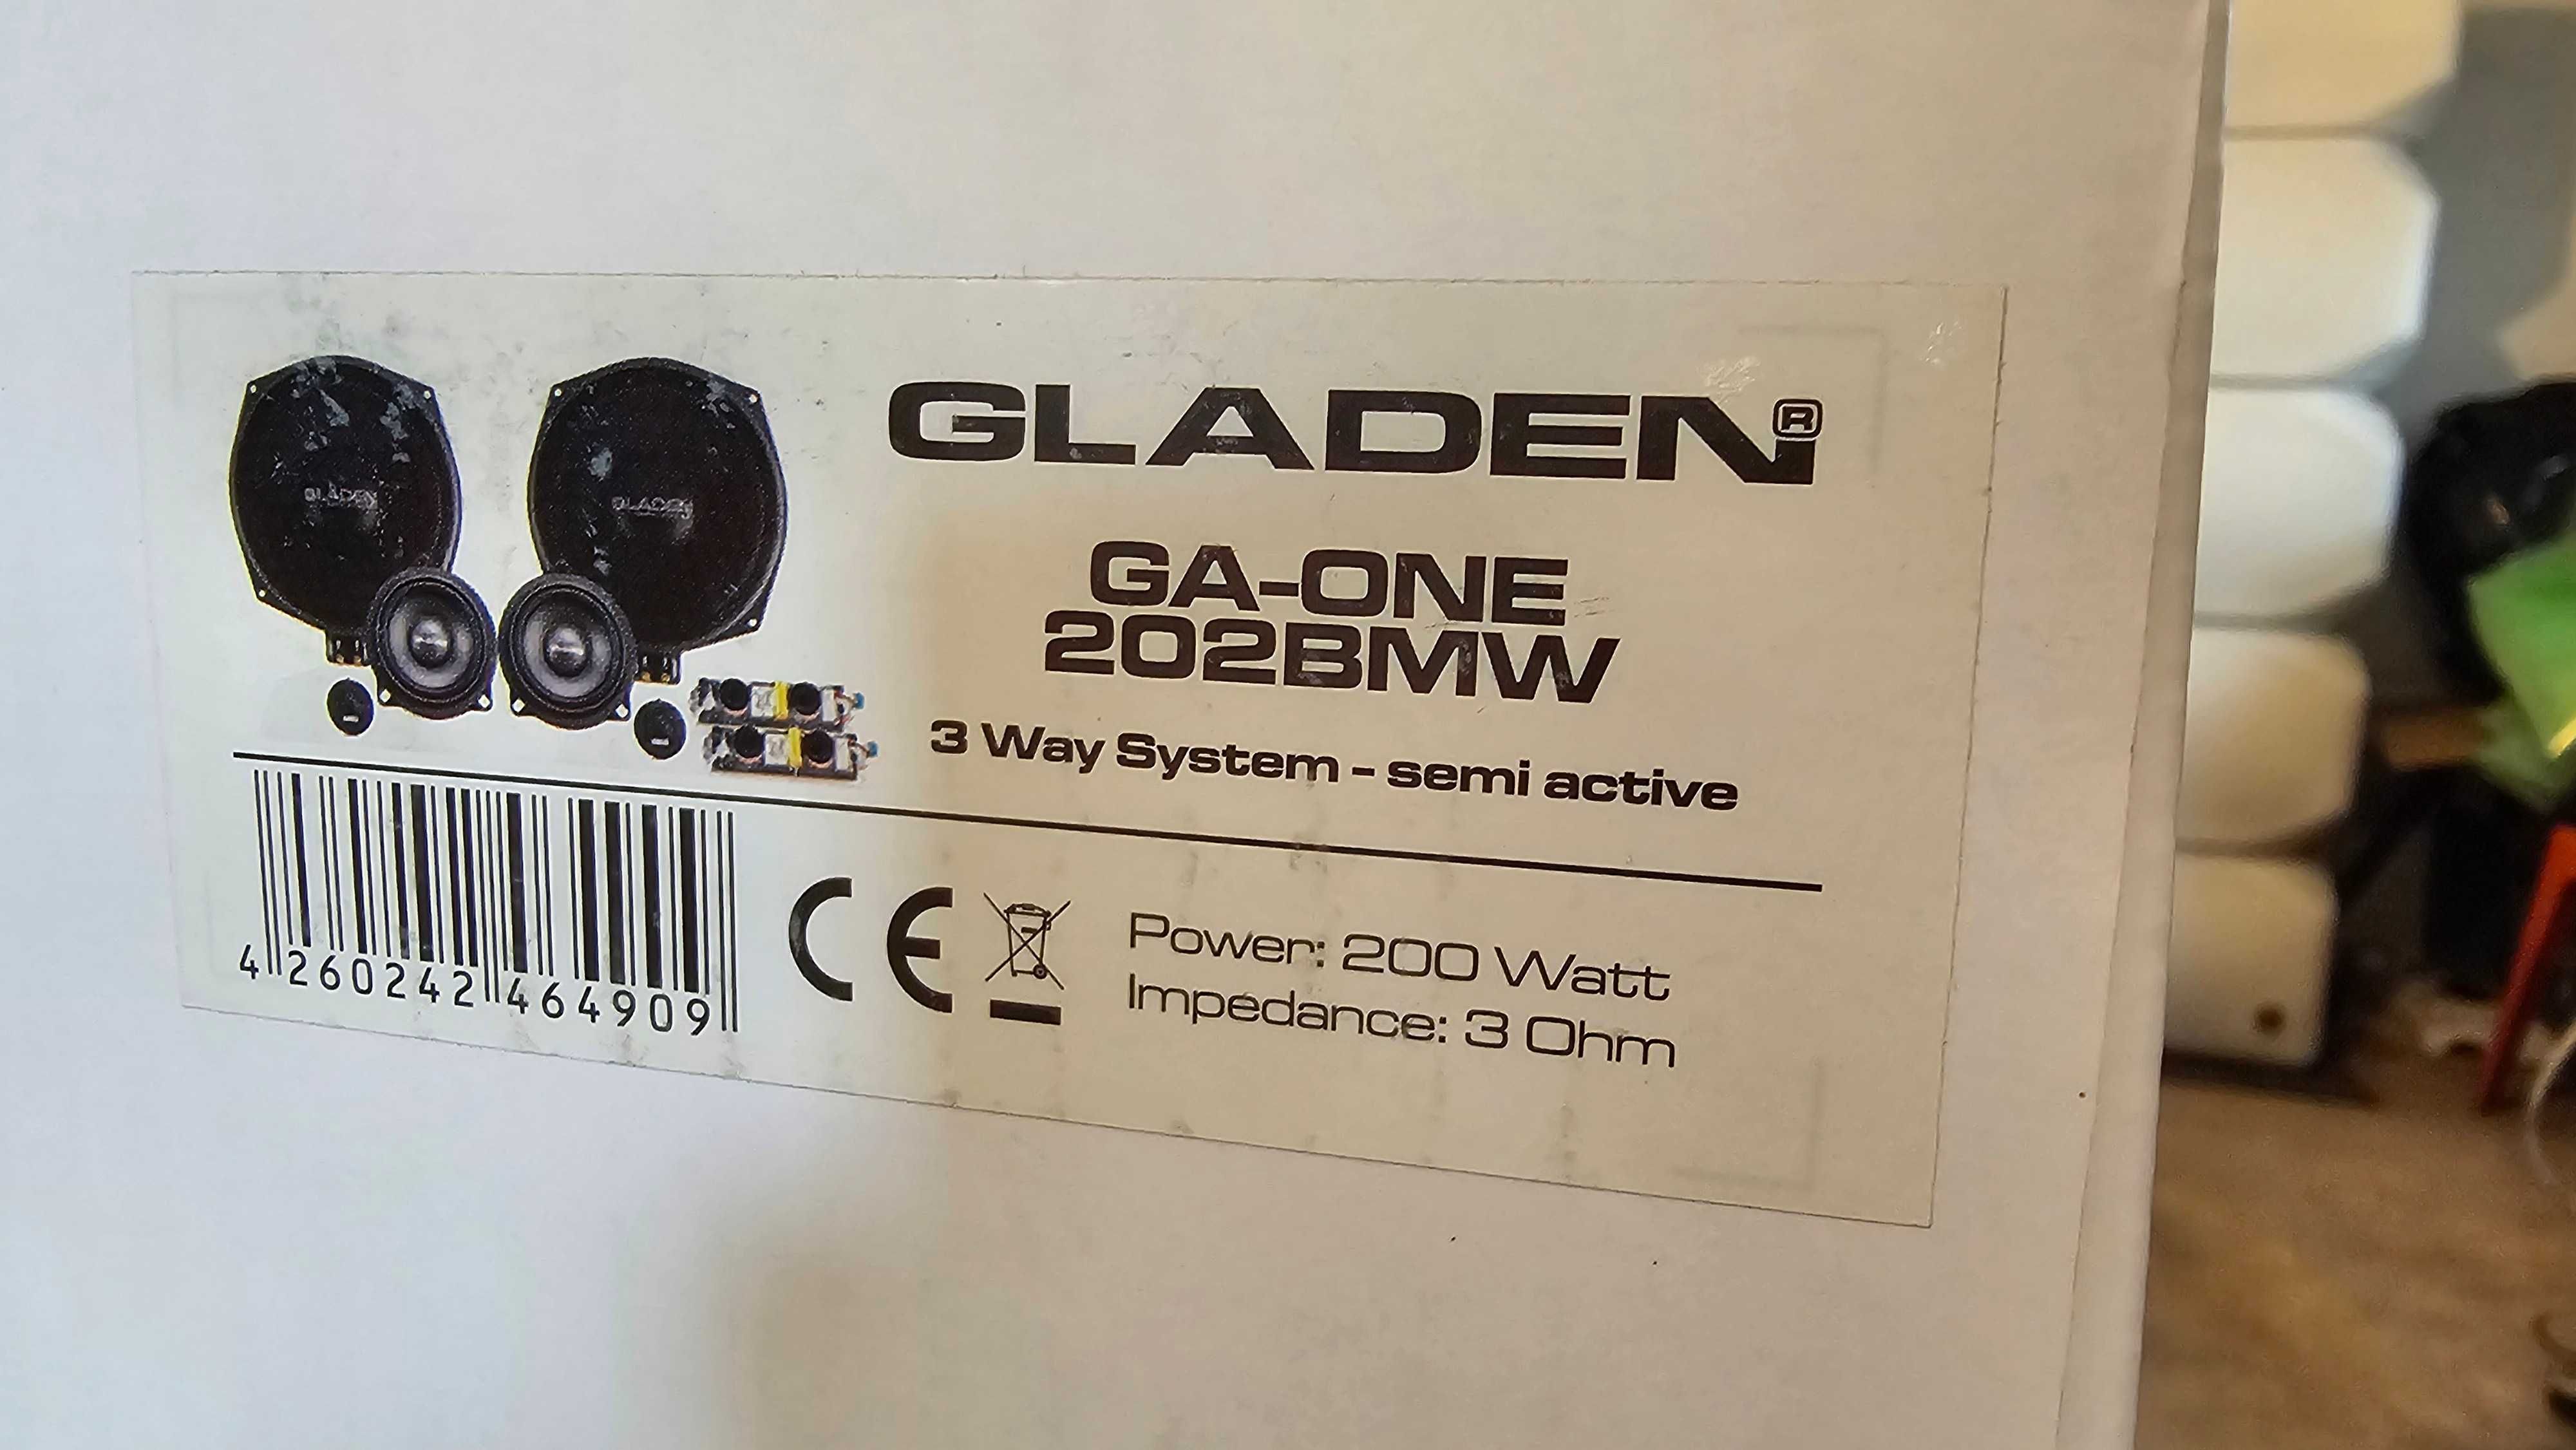 GLADEN GLADEN
GLADEN®
GA-ONE
202BMW
3 Way System - semi active
4 260242 464909
CE
Power: 200 Watt
Impedance: 3 Ohm